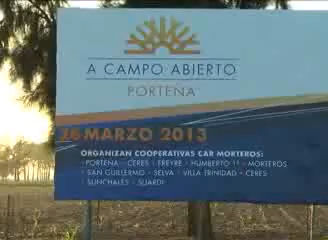 A CAMPO ABIERTO
PORTEÑA
26 MARZO 2013
ORGANIZAN COOPERATIVAS CAR MORTEROS:
· PORTEÑA · CERES · FREYRE · HUMBERTO 1º · MORTEROS
· SAN GUILLERMO · SELVA · VILLA TRINIDAD · CERES
· SUNCHALES · SUARDI